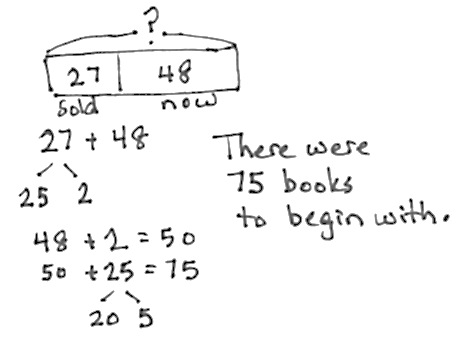 ?
27 48
sold now
27 + 48
25 2
48 + 2 = 50
50 + 25 = 75
20 5
There were
75 books
to begin with.